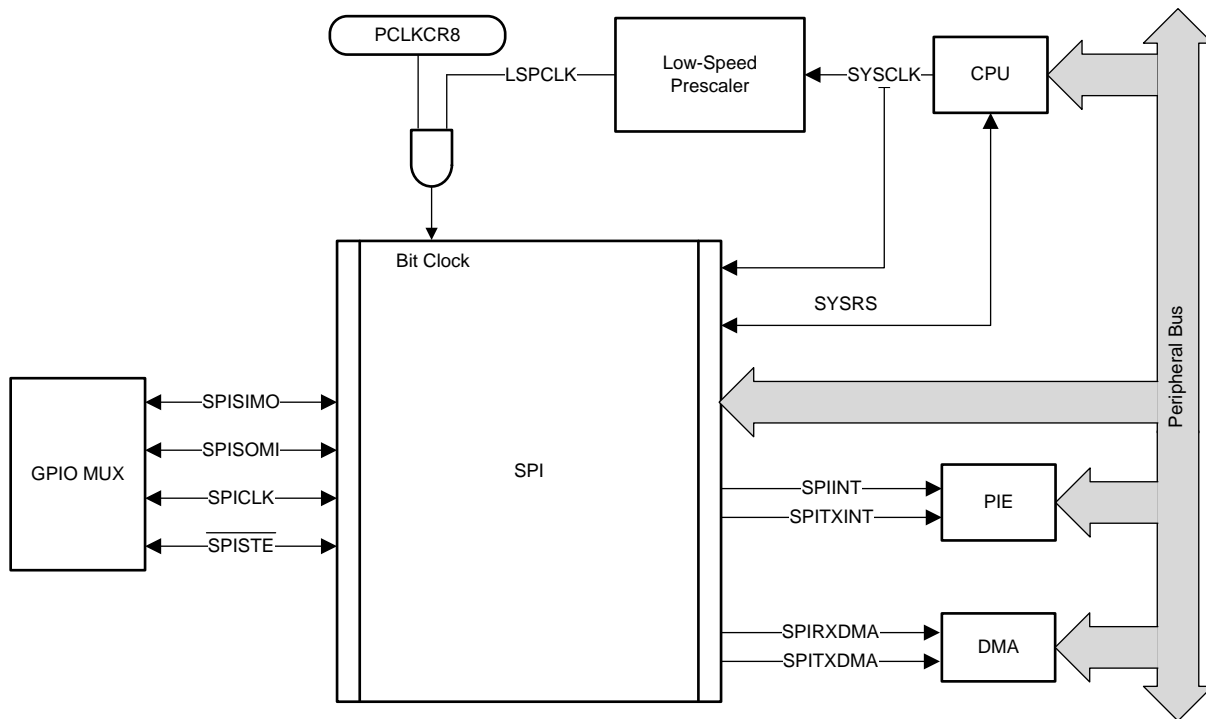 PCLKCR8
LSPCLK
Low-Speed
Prescaler
SYSCLK
CPU
Bit Clock
SYSRS
Peripheral Bus
GPIO MUX
SPISIMO
SPISOMI
SPICLK
SPISTE
SPI
SPIINT
SPITXINT
PIE
SPIRXDMA
SPITXDMA
DMA